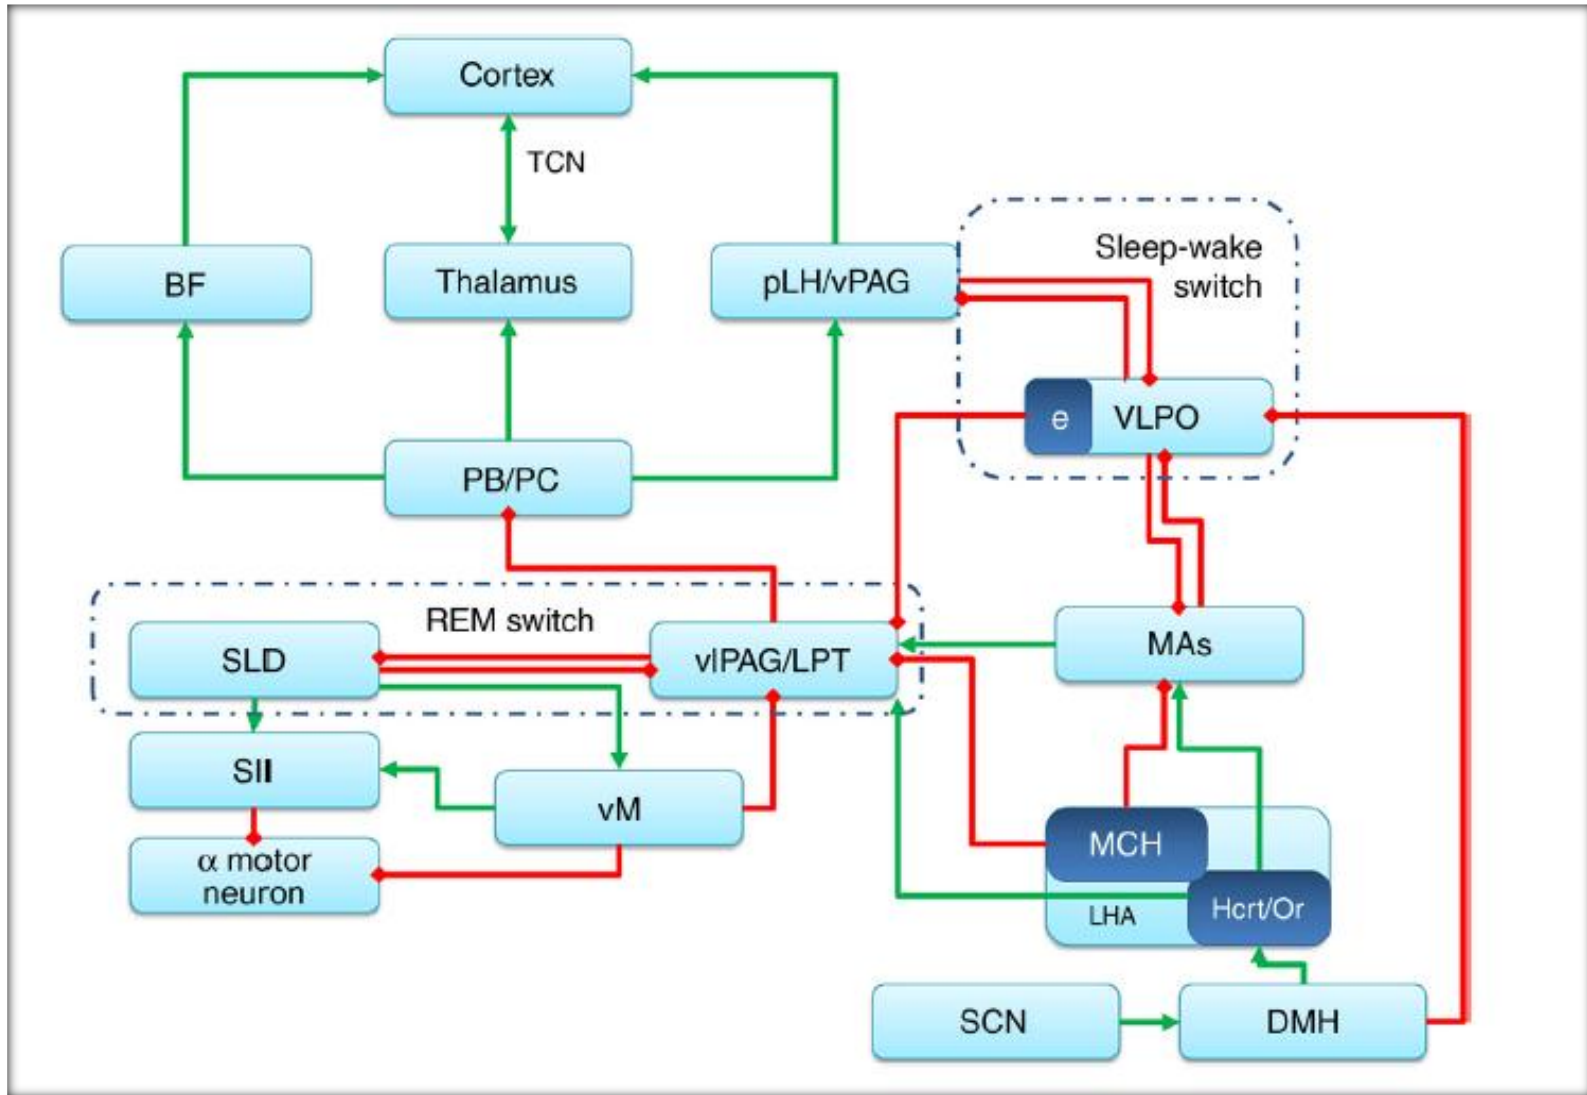 Cortex
TCN
BF
Thalamus
pLH/vPAG
Sleep-wake
switch
e
VLPO
PB/PC
REM switch
SLD
vlPAG/LPT
MAs
SII
vM
α motor
neuron
MCH
LHA
Hcrt/Or
SCN
DMH